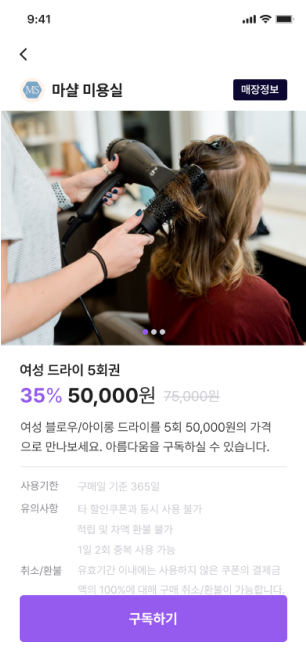 9:41
MS
마샬 미용실
매장정보
여성 드라이 5회권
35% 50,000원 75,000원
여성 블로우/아이롱 드라이를 5회 50,000원의 가격
으로 만나보세요. 아름다움을 구독하실 수 있습니다.
사용기한 구매일 기준 365일
유의사항 타 할인쿠폰과 동시 사용 불가
적립 및 차액 환불 불가
1일 2회 중복 사용 가능
취소/환불 유효기간 이내에는 사용하지 않은 쿠폰의 결제금
액의 100%에 대해 구매 취소/환불이 가능합니다.
구독하기